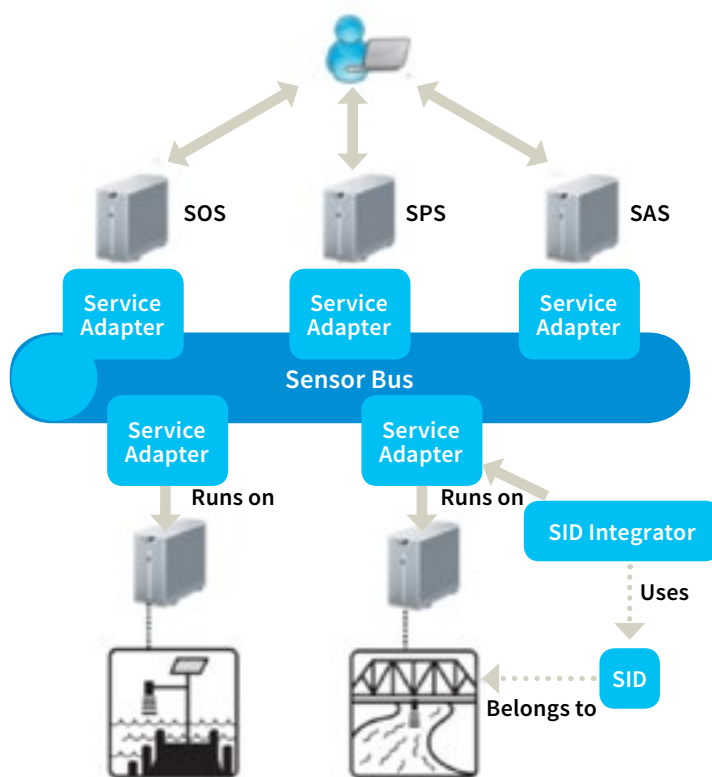 SOS
SPS
SAS
Service
Adapter
Service
Adapter
Service
Adapter
Sensor Bus
Service
Adapter
Service
Adapter
Runs on
Runs on
SID Integrator
Uses
SID
Belongs to